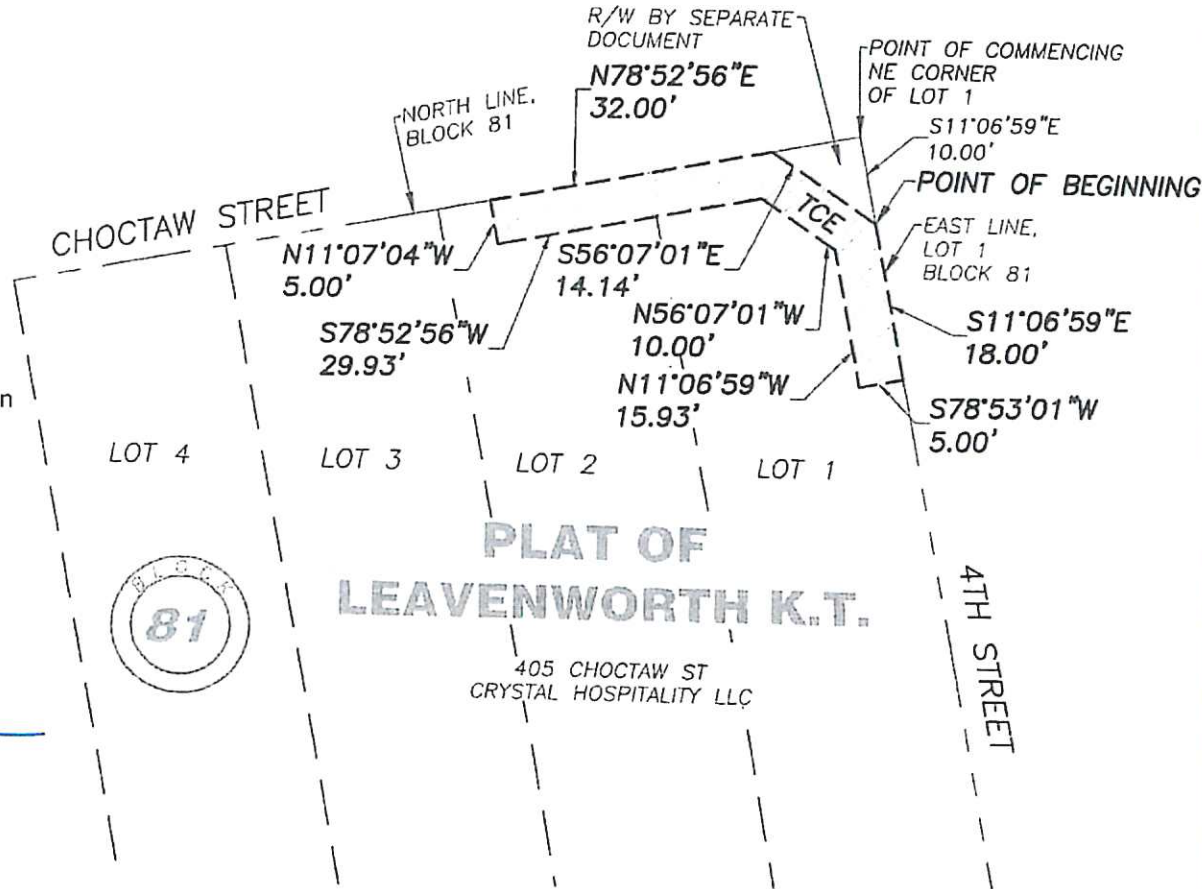 R/W BY SEPARATE
DOCUMENT
N78°52'56"E
32.00'
POINT OF COMMENCING
NE CORNER
OF LOT 1
NORTH LINE,
BLOCK 81
S11°06'59"E
10.00'
POINT OF BEGINNING
CHOCTAW STREET
TCE
EAST LINE,
LOT 1
BLOCK 81
N11°07'04"W
5.00'
S56°07'01"E
14.14'
S78°52'56"W
29.93'
N56°07'01"W
10.00'
S11°06'59"E
18.00'
N11°06'59"W
15.93'
S78°53'01"W
5.00'
n
LOT 4
LOT 3
LOT 2
LOT 1
PLAT OF
LEAVENWORTH K.T.
BLOCK
81
405 CHOCTAW ST
CRYSTAL HOSPITALITY LLC
4TH STREET